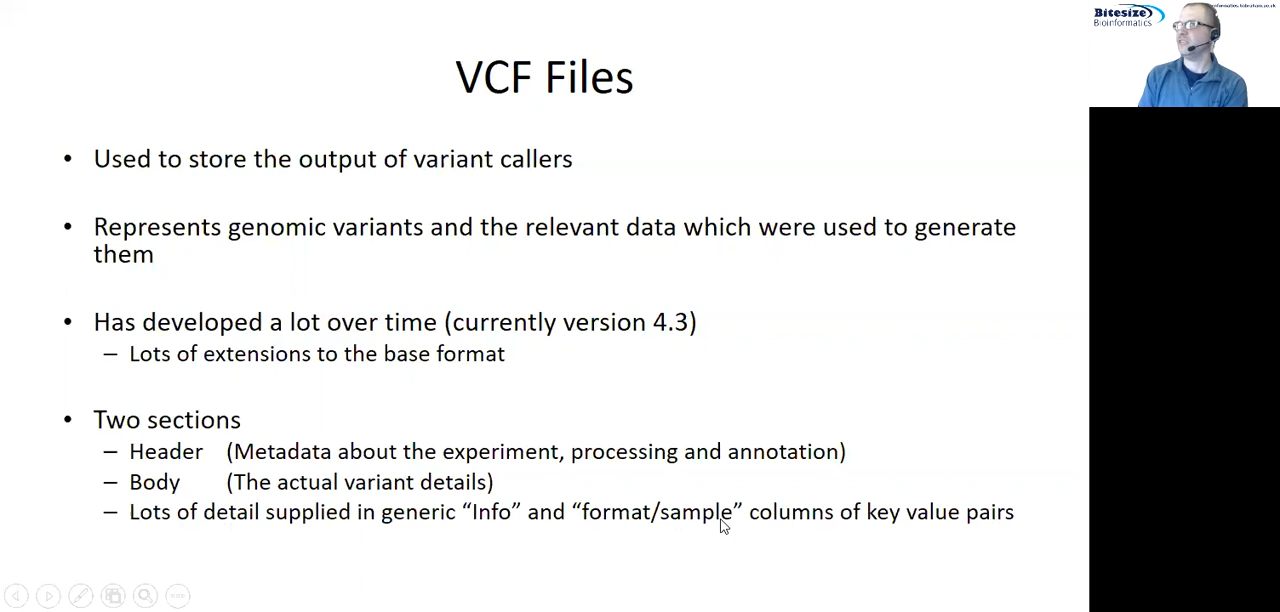 Bitesize
Bioinformatics
VCF Files
• Used to store the output of variant callers
• Represents genomic variants and the relevant data which were used to generate
them
• Has developed a lot over time (currently version 4.3)
– Lots of extensions to the base format
• Two sections
– Header (Metadata about the experiment, processing and annotation)
– Body (The actual variant details)
– Lots of detail supplied in generic “Info” and “format/sample” columns of key value pairs